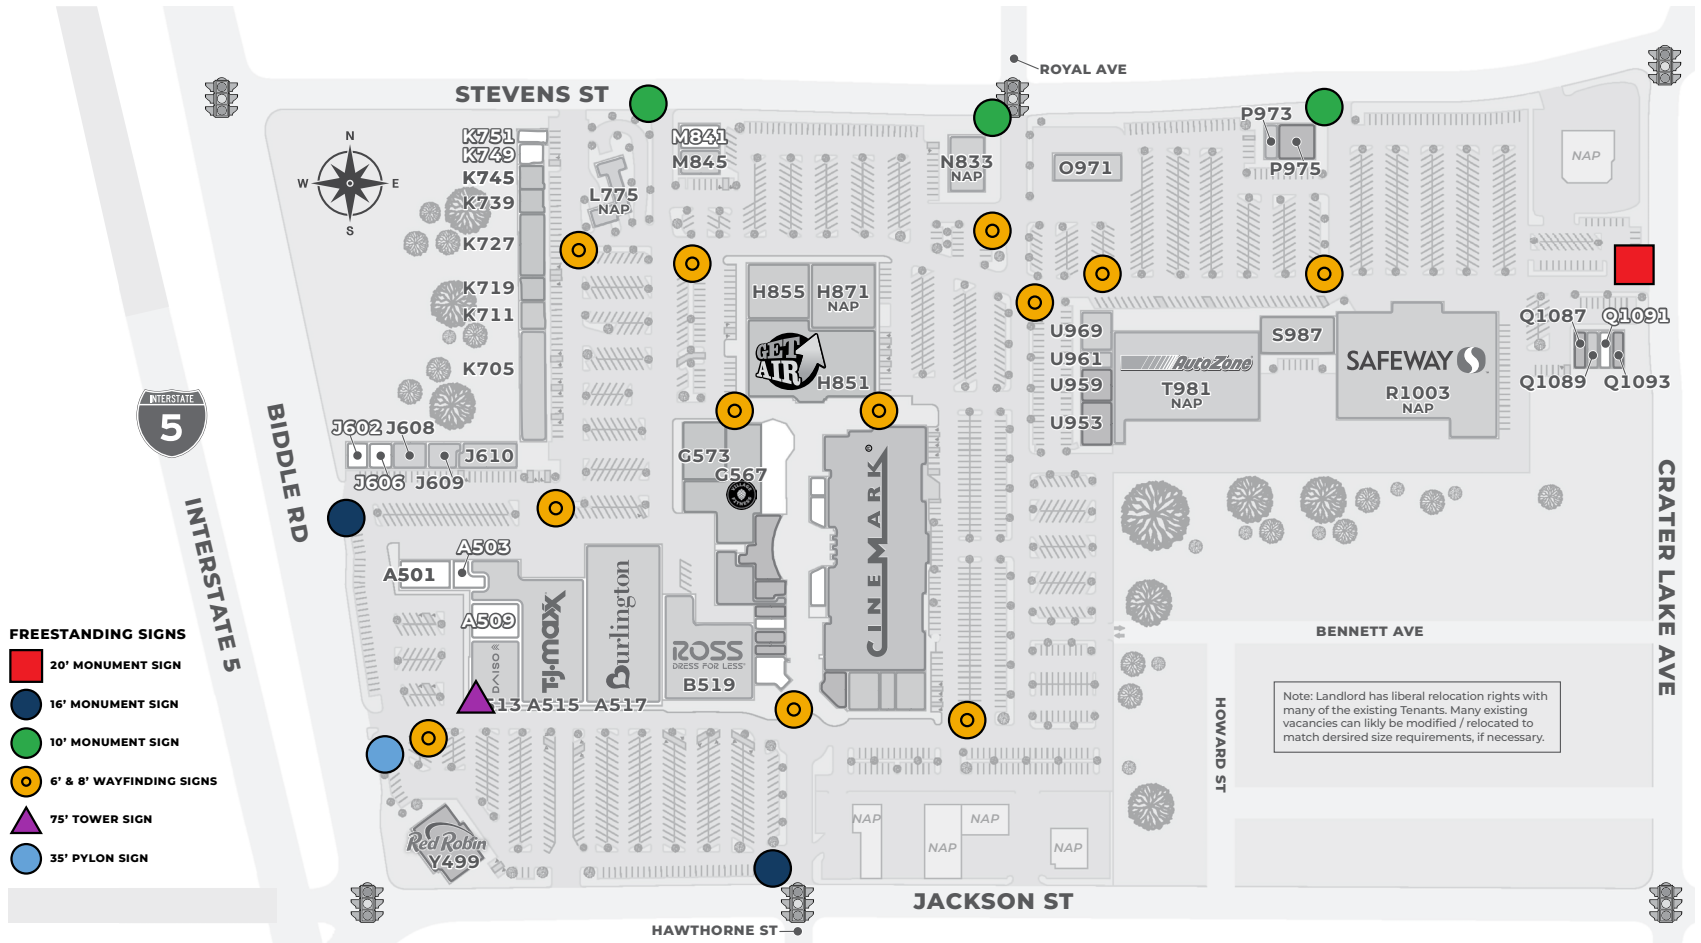 ROYAL AVE
STEVENS ST
K751
K749
K745
K739
K727
K719
K711
K705
N
W
E
S
M841
M845
L775
NAP
N833
NAP
O971
P973
P975
NAP
H855
H871
NAP
GET
AIR
H851
U969
U961
U959
U953
AutoZone
T981
NAP
S987
SAFEWAY
R1003
NAP
Q1087
Q1091
Q1089
Q1093
INTERSTATE
5
BIDDLE RD
INTERSTATE 5
J602
J608
J606
J609
J610
G573
G567
CINEMARK
A501
A503
A509
DAISO
T·J·maxx
Burlington
ROSS
DRESS FOR LESS
B519
513
A515
A517
CRATER LAKE AVE
BENNETT AVE
HOWARD ST
Note: Landlord has liberal relocation rights with
many of the existing Tenants. Many existing
vacancies can likly be modified / relocated to
match dersired size requirements, if necessary.
FREESTANDING SIGNS
20' MONUMENT SIGN
16' MONUMENT SIGN
10' MONUMENT SIGN
6' & 8' WAYFINDING SIGNS
75' TOWER SIGN
35' PYLON SIGN
Red Robin
Y499
NAP
NAP
NAP
NAP
JACKSON ST
HAWTHORNE ST